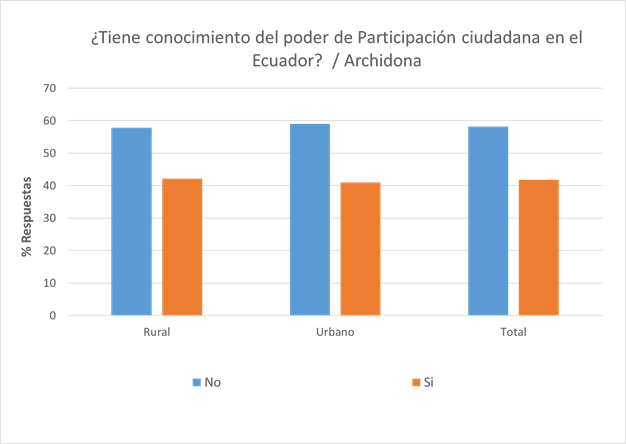 ¿Tiene conocimiento del poder de Participación ciudadana en el
Ecuador?  / Archidona
70
60
50
40
30
20
10
0
% Respuestas
Rural
Urbano
Total
No
Si